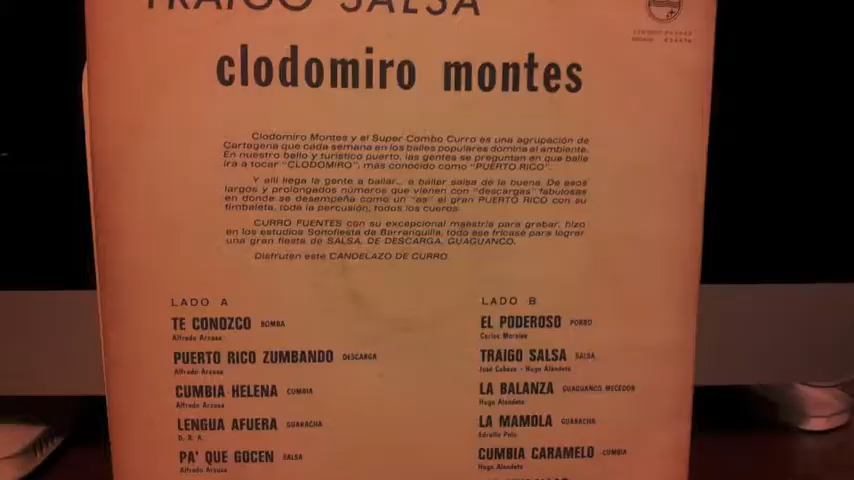 TRAIGO SALSA
clodomiro montes
Clodomiro Montes y el Super Combo Curro es una agrupación de
Cartagena que cada semana en los bailes populares domina el ambiente.
En nuestro bello y turístico puerto, las gentes se preguntan en que baile
irá a tocar "CLODOMIRO", más conocido como "PUERTO RICO".
Y allí llega la gente a bailar... a bailar salsa de la buena. De esos
largos y prolongados números que vienen con "descargas" fabulosas
en donde se desempeña como un "as" el gran PUERTO RICO con su
timbaleta, toda la percusión, todos los cueros.
CURRO FUENTES con su excepcional maestría para grabar, hizo
en los estudios Sonofiesta de Barranquilla, todo ese fricasé para lograr
una gran fiesta de SALSA, DE DESCARGA, GUAGUANCO.
Disfruten este CANDELAZO DE CURRO
LADO A
TE CONOZCO BOMBA
Alfredo Arzusa
PUERTO RICO ZUMBANDO DESCARGA
Alfredo Arzusa
CUMBIA HELENA CUMBIA
Alfredo Arzusa
LENGUA AFUERA GUARACHA
D. R. A.
PA' QUE GOCEN SALSA
Alfredo Arzusa
LADO B
EL PODEROSO PORRO
Carlos Morales
TRAIGO SALSA SALSA
José Cabeza - Hugo Alandete
LA BALANZA GUAGUANCO MECEDOR
Hugo Alandete
LA MAMOLA GUARACHA
Polo
CUMBIA CARAMELO CUMBIA
Hugo Alandete